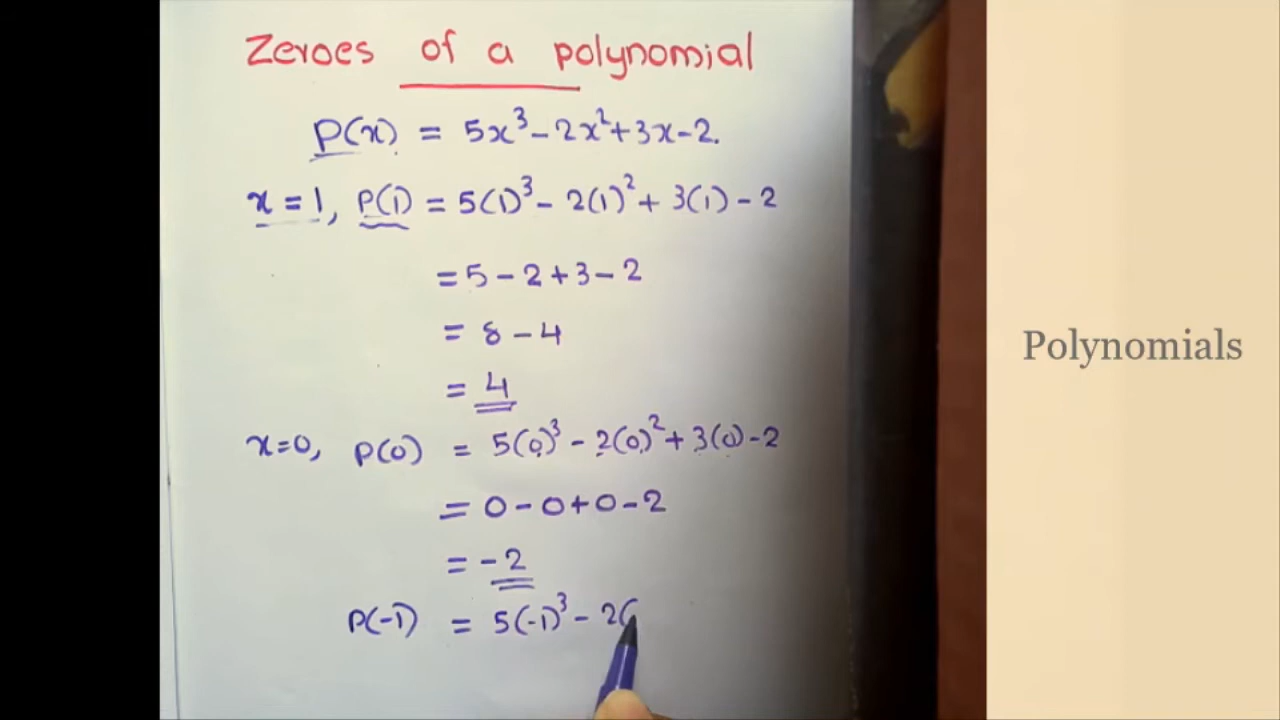 Zeroes of a polynomial
P(x) = 5x³ - 2x² + 3x - 2.
x = 1, P(1) = 5(1)³ - 2(1)² + 3(1) - 2
= 5 - 2 + 3 - 2
= 8 - 4
= 4
x=0, P(0) = 5(0)³ - 2(0)² + 3(0) - 2
= 0 - 0 + 0 - 2
= -2
P(-1) = 5(-1)³ - 2(
Polynomials